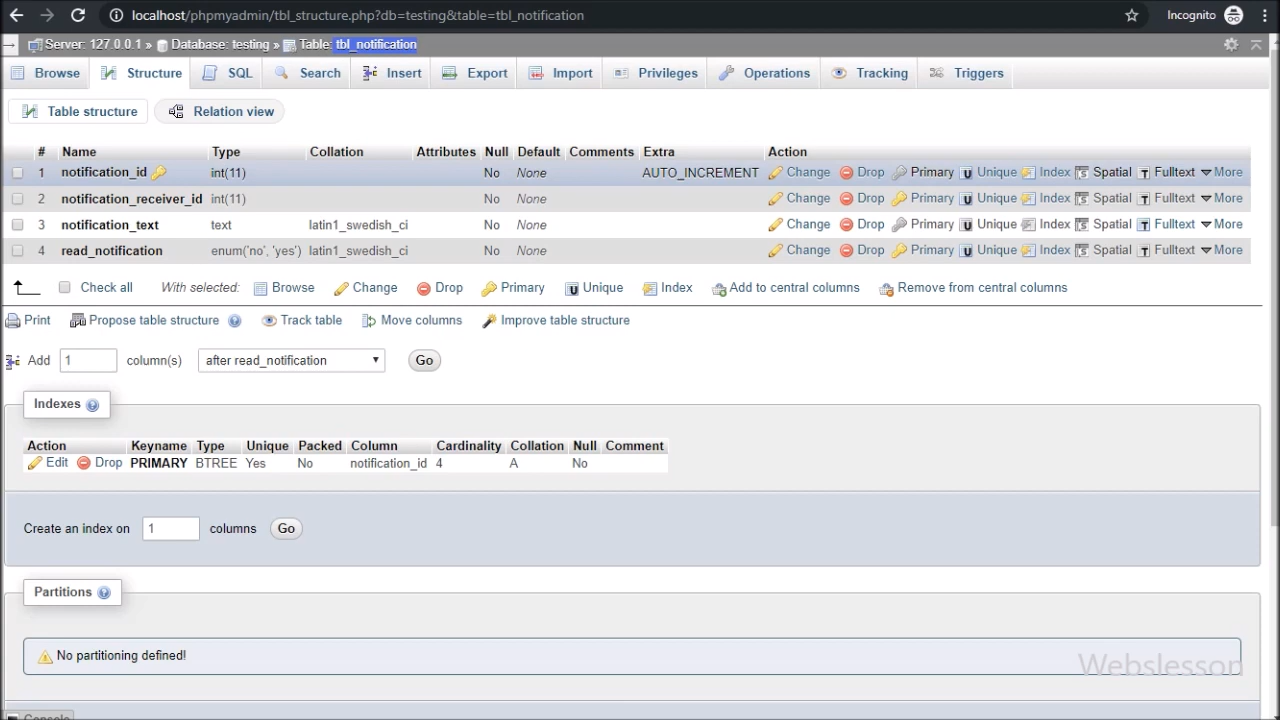 localhost/phpmyadmin/tbl_structure.php?db=testing&table=tbl_notification Incognito
Server: 127.0.0.1 » Database: testing » Table: tbl_notification
Browse Structure SQL Search Insert Export Import Privileges Operations Tracking Triggers
Table structure Relation view
# Name Type Collation Attributes Null Default Comments Extra Action
1 notification_id int(11) No None AUTO_INCREMENT Change Drop Primary Unique Index Spatial Fulltext More
2 notification_receiver_id int(11) No None Change Drop Primary Unique Index Spatial Fulltext More
3 notification_text text latin1_swedish_ci No None Change Drop Primary Unique Index Spatial Fulltext More
4 read_notification enum('no', 'yes') latin1_swedish_ci No None Change Drop Primary Unique Index Spatial Fulltext More
Check all With selected: Browse Change Drop Primary Unique Index Add to central columns Remove from central columns
Print Propose table structure Track table Move columns Improve table structure
Add 1 column(s) after read_notification Go
Indexes
Action Keyname Type Unique Packed Column Cardinality Collation Null Comment
Edit Drop PRIMARY BTREE Yes No notification_id 4 A No
Create an index on 1 columns Go
Partitions
No partitioning defined!
Webslesson
Console